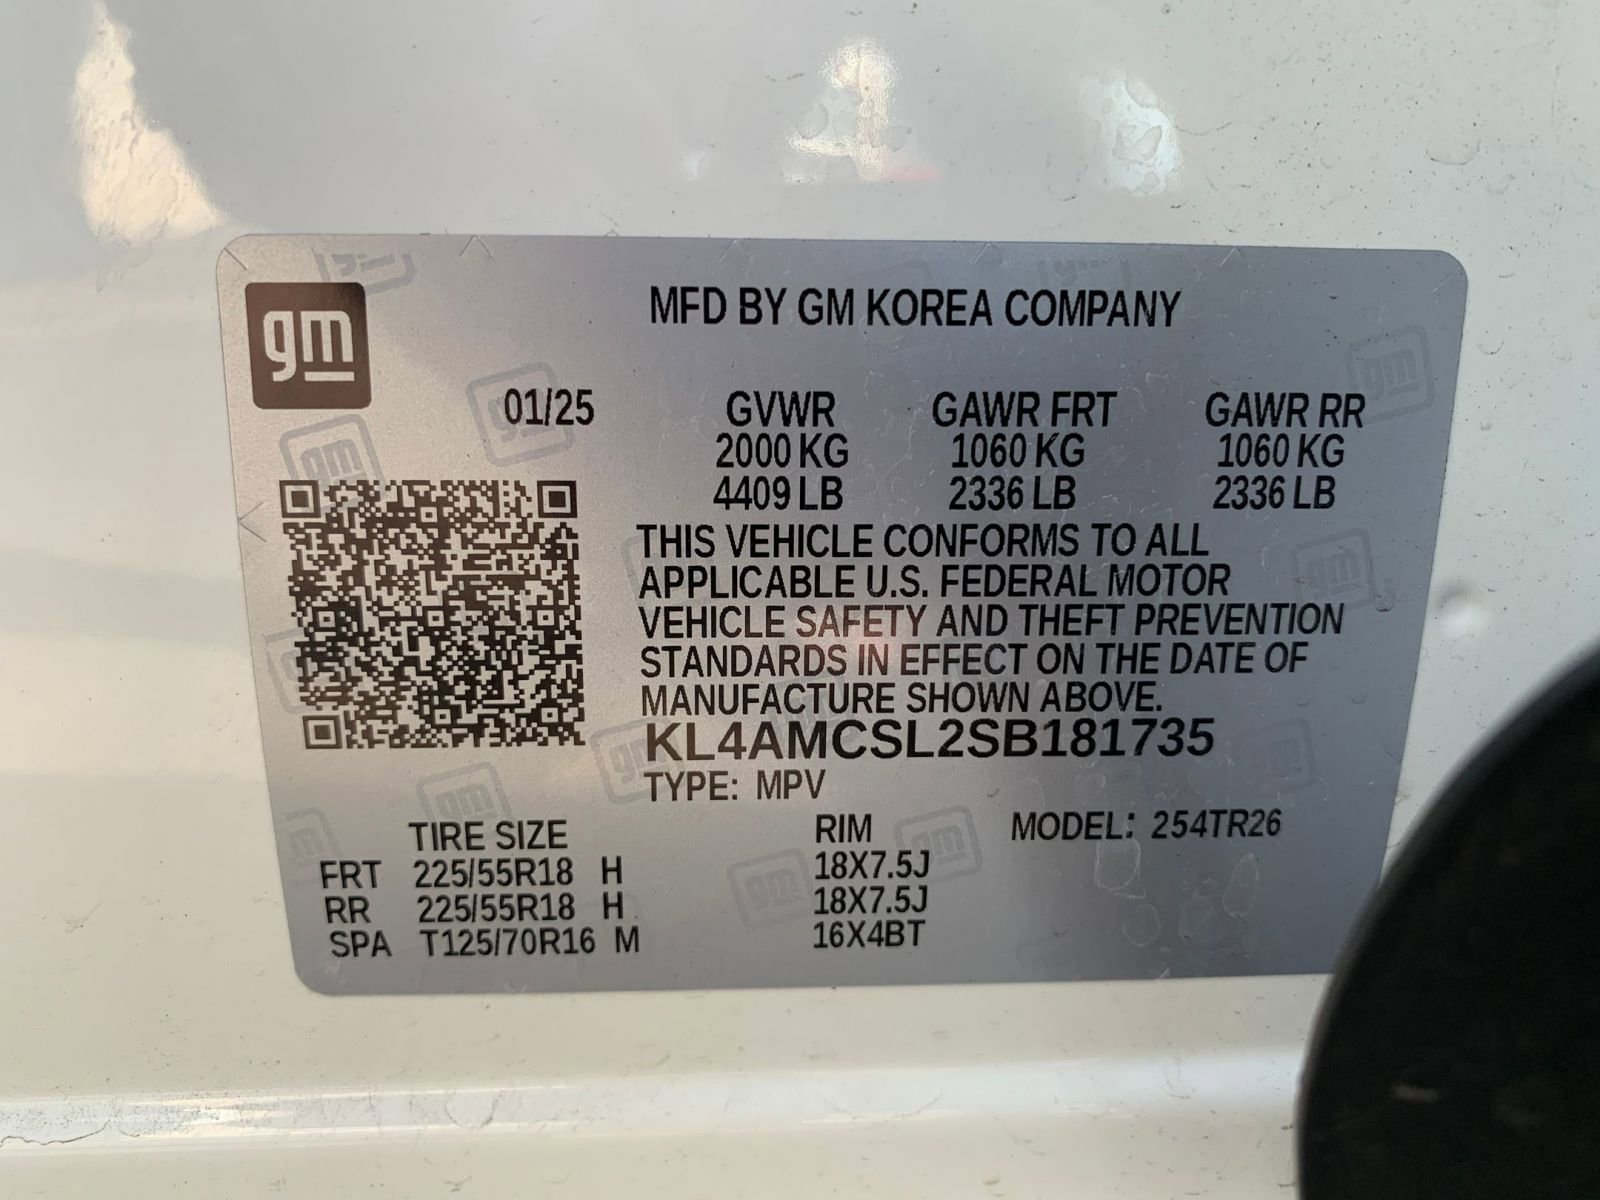 gm
MFD BY GM KOREA COMPANY
01/25 GVWR GAWR FRT GAWR RR
2000 KG 1060 KG 1060 KG
4409 LB 2336 LB 2336 LB
THIS VEHICLE CONFORMS TO ALL
APPLICABLE U.S. FEDERAL MOTOR
VEHICLE SAFETY AND THEFT PREVENTION
STANDARDS IN EFFECT ON THE DATE OF
MANUFACTURE SHOWN ABOVE.
KL4AMCSL2SB181735
TYPE: MPV
TIRE SIZE RIM MODEL: 254TR26
FRT 225/55R18 H 18X7.5J
RR 225/55R18 H 18X7.5J
SPA T125/70R16 M 16X4BT